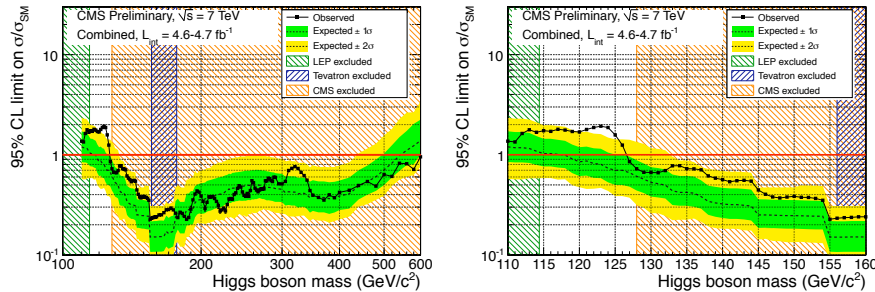 CMS Preliminary, √s = 7 TeV
Combined, L_int = 4.6-4.7 fb⁻¹
Observed
Expected ± 1σ
Expected ± 2σ
LEP excluded
Tevatron excluded
CMS excluded
95% CL limit on σ/σ_SM
10
1
10⁻¹
100 200 300 400 500 600
Higgs boson mass (GeV/c²)
CMS Preliminary, √s = 7 TeV
Combined, L_int = 4.6-4.7 fb⁻¹
Observed
Expected ± 1σ
Expected ± 2σ
LEP excluded
Tevatron excluded
CMS excluded
95% CL limit on σ/σ_SM
10
1
10⁻¹
110 115 120 125 130 135 140 145 150 155 160
Higgs boson mass (GeV/c²)